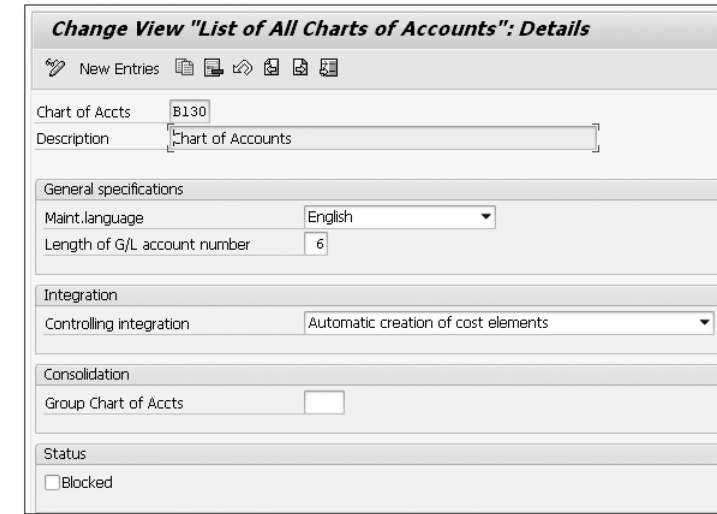 Change View "List of All Charts of Accounts": Details
New Entries
Chart of Accts B130
Description Chart of Accounts
General specifications
Maint.language English
Length of G/L account number 6
Integration
Controlling integration Automatic creation of cost elements
Consolidation
Group Chart of Accts
Status
Blocked